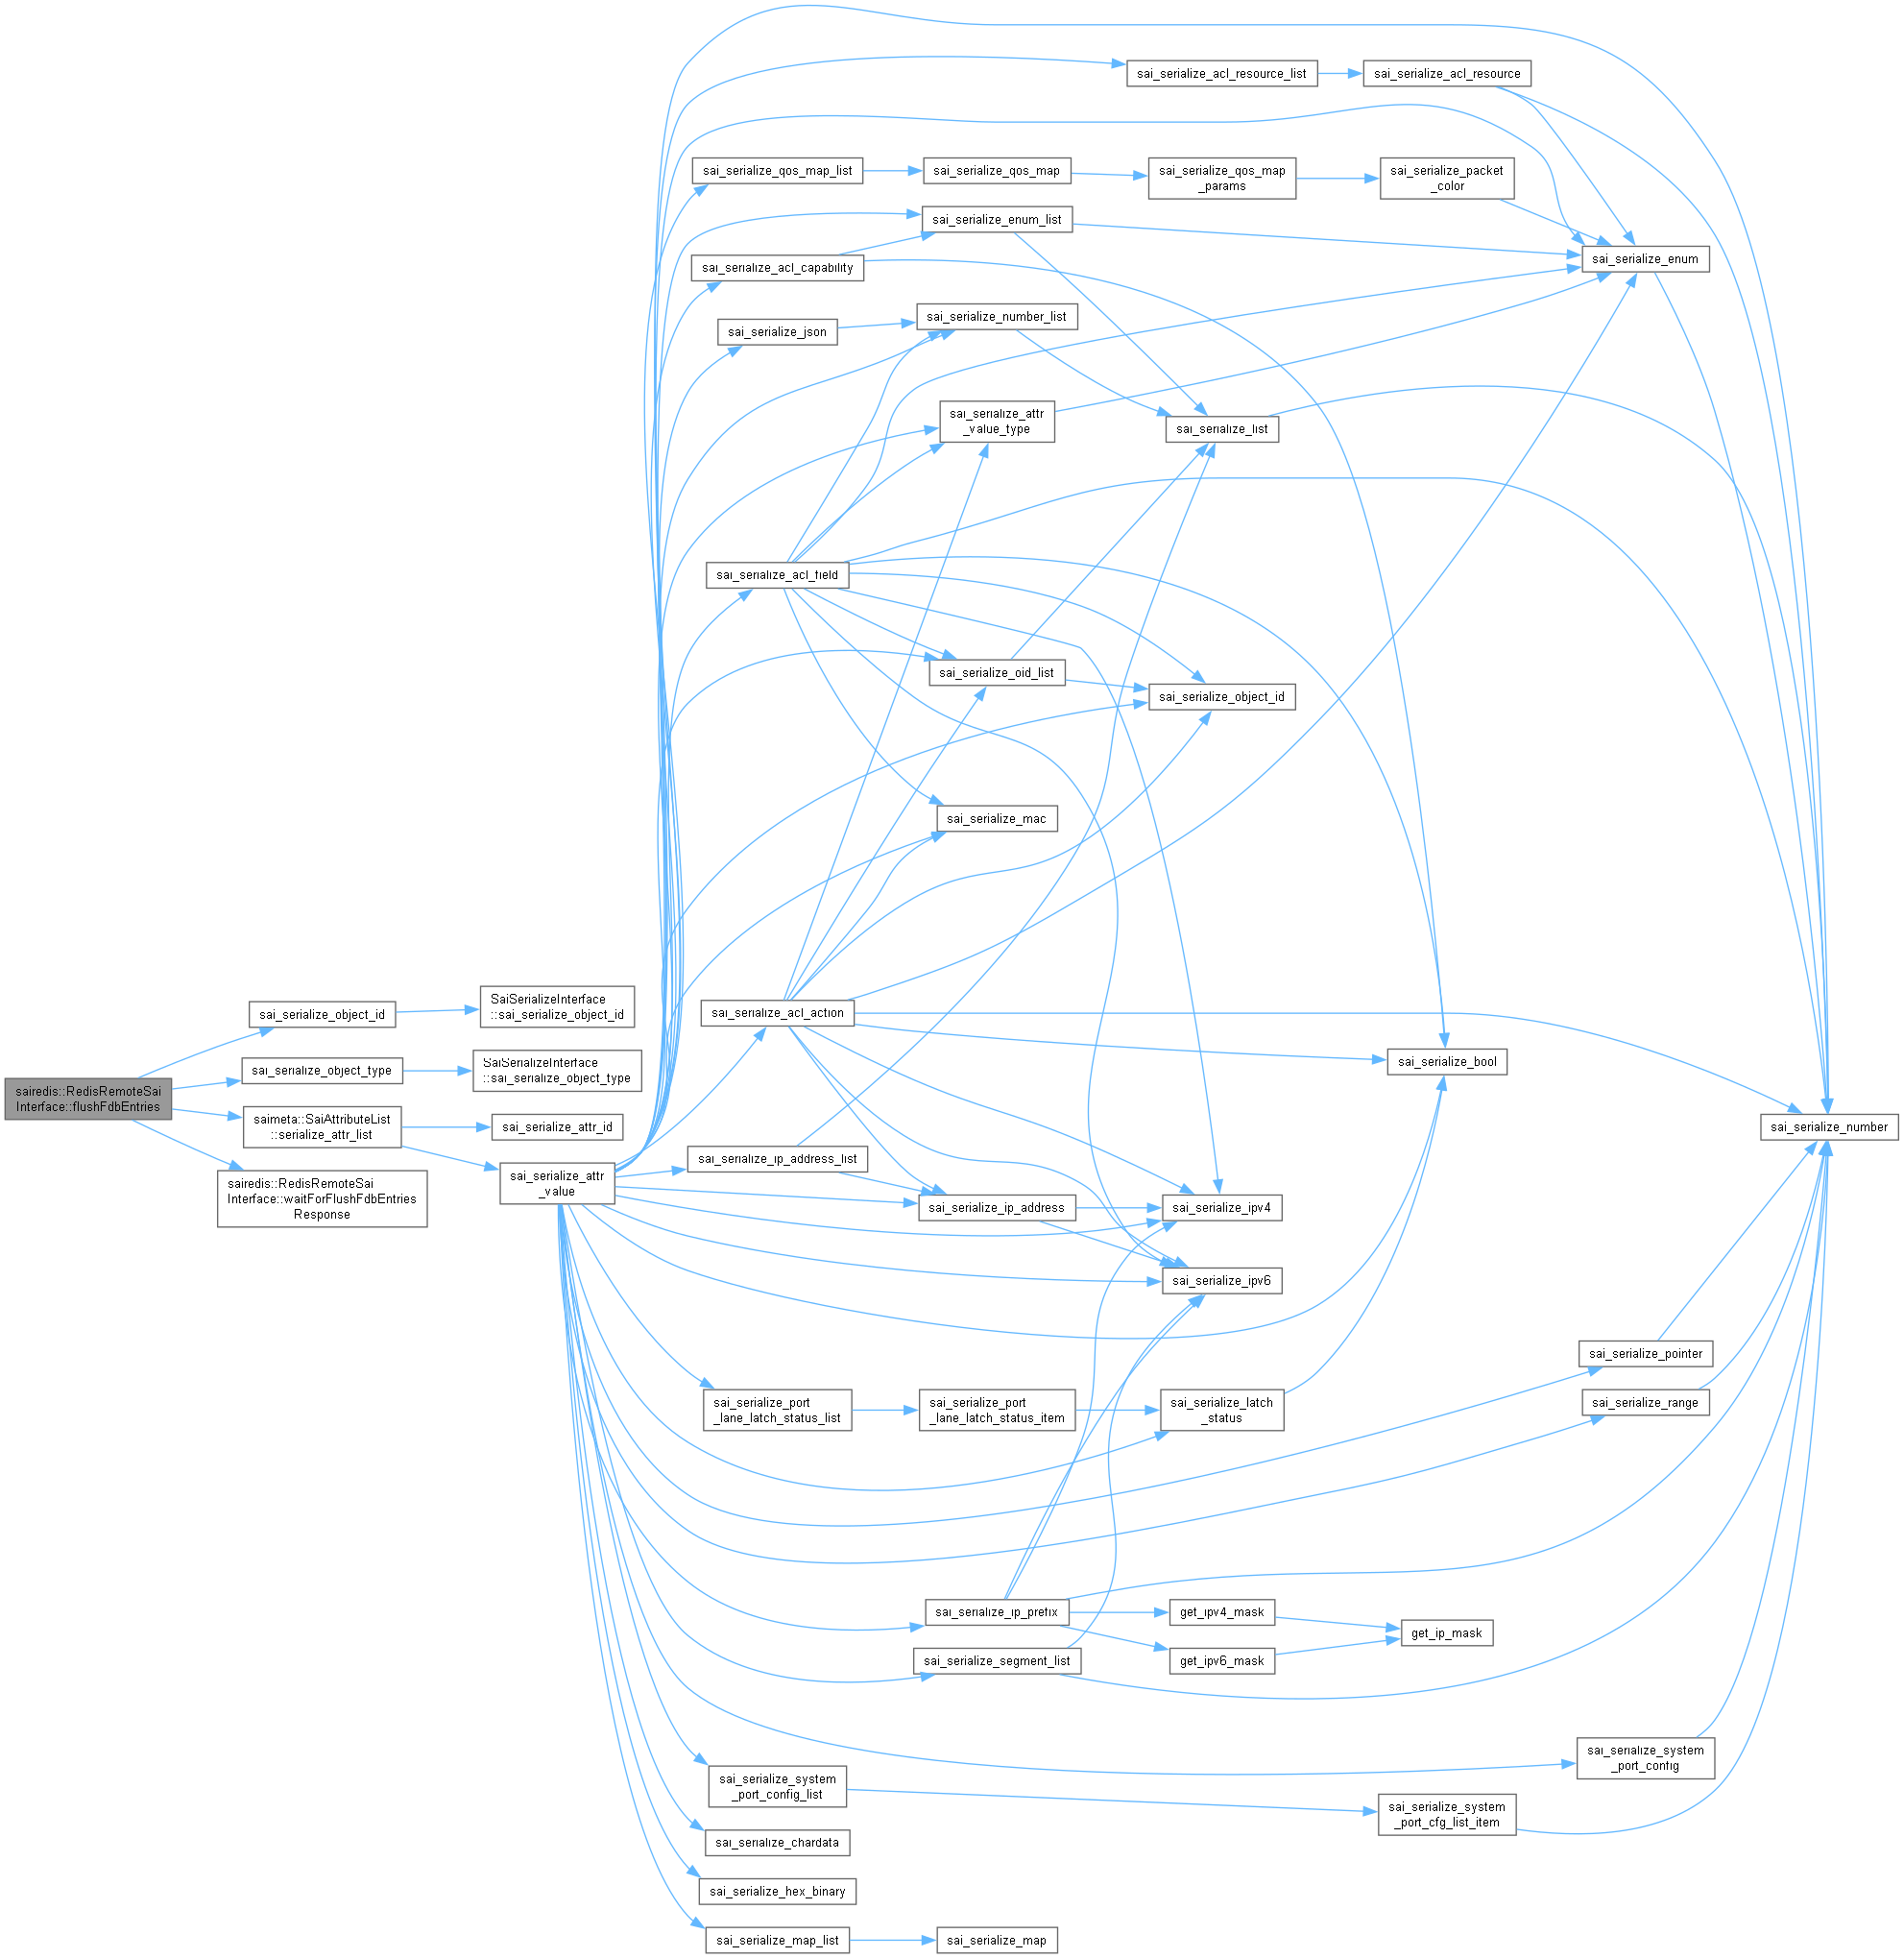 sairedis::RedisRemoteSai
Interface::flushFdbEntries
sai_serialize_object_id
SaiSerializeInterface
::sai_serialize_object_id
sai_serialize_object_type
SaiSerializeInterface
::sai_serialize_object_type
saimeta::SaiAttributeList
::serialize_attr_list
sai_serialize_attr_id
sai_serialize_attr
_value
sairedis::RedisRemoteSai
Interface::waitForFlushFdbEntries
Response
sai_serialize_acl_resource_list
sai_serialize_acl_resource
sai_serialize_qos_map_list
sai_serialize_qos_map
sai_serialize_qos_map
_params
sai_serialize_packet
_color
sai_serialize_enum_list
sai_serialize_enum
sai_serialize_acl_capability
sai_serialize_json
sai_serialize_number_list
sai_serialize_attr
_value_type
sai_serialize_list
sai_serialize_acl_field
sai_serialize_oid_list
sai_serialize_object_id
sai_serialize_mac
sai_serialize_acl_action
sai_serialize_bool
sai_serialize_number
sai_serialize_ip_address_list
sai_serialize_ip_address
sai_serialize_ipv4
sai_serialize_ipv6
sai_serialize_pointer
sai_serialize_range
sai_serialize_port
_lane_latch_status_list
sai_serialize_port
_lane_latch_status_item
sai_serialize_latch
_status
sai_serialize_ip_prefix
get_ipv4_mask
get_ip_mask
sai_serialize_segment_list
get_ipv6_mask
sai_serialize_system
_port_config
sai_serialize_system
_port_config_list
sai_serialize_system
_port_cfg_list_item
sai_serialize_chardata
sai_serialize_hex_binary
sai_serialize_map_list
sai_serialize_map